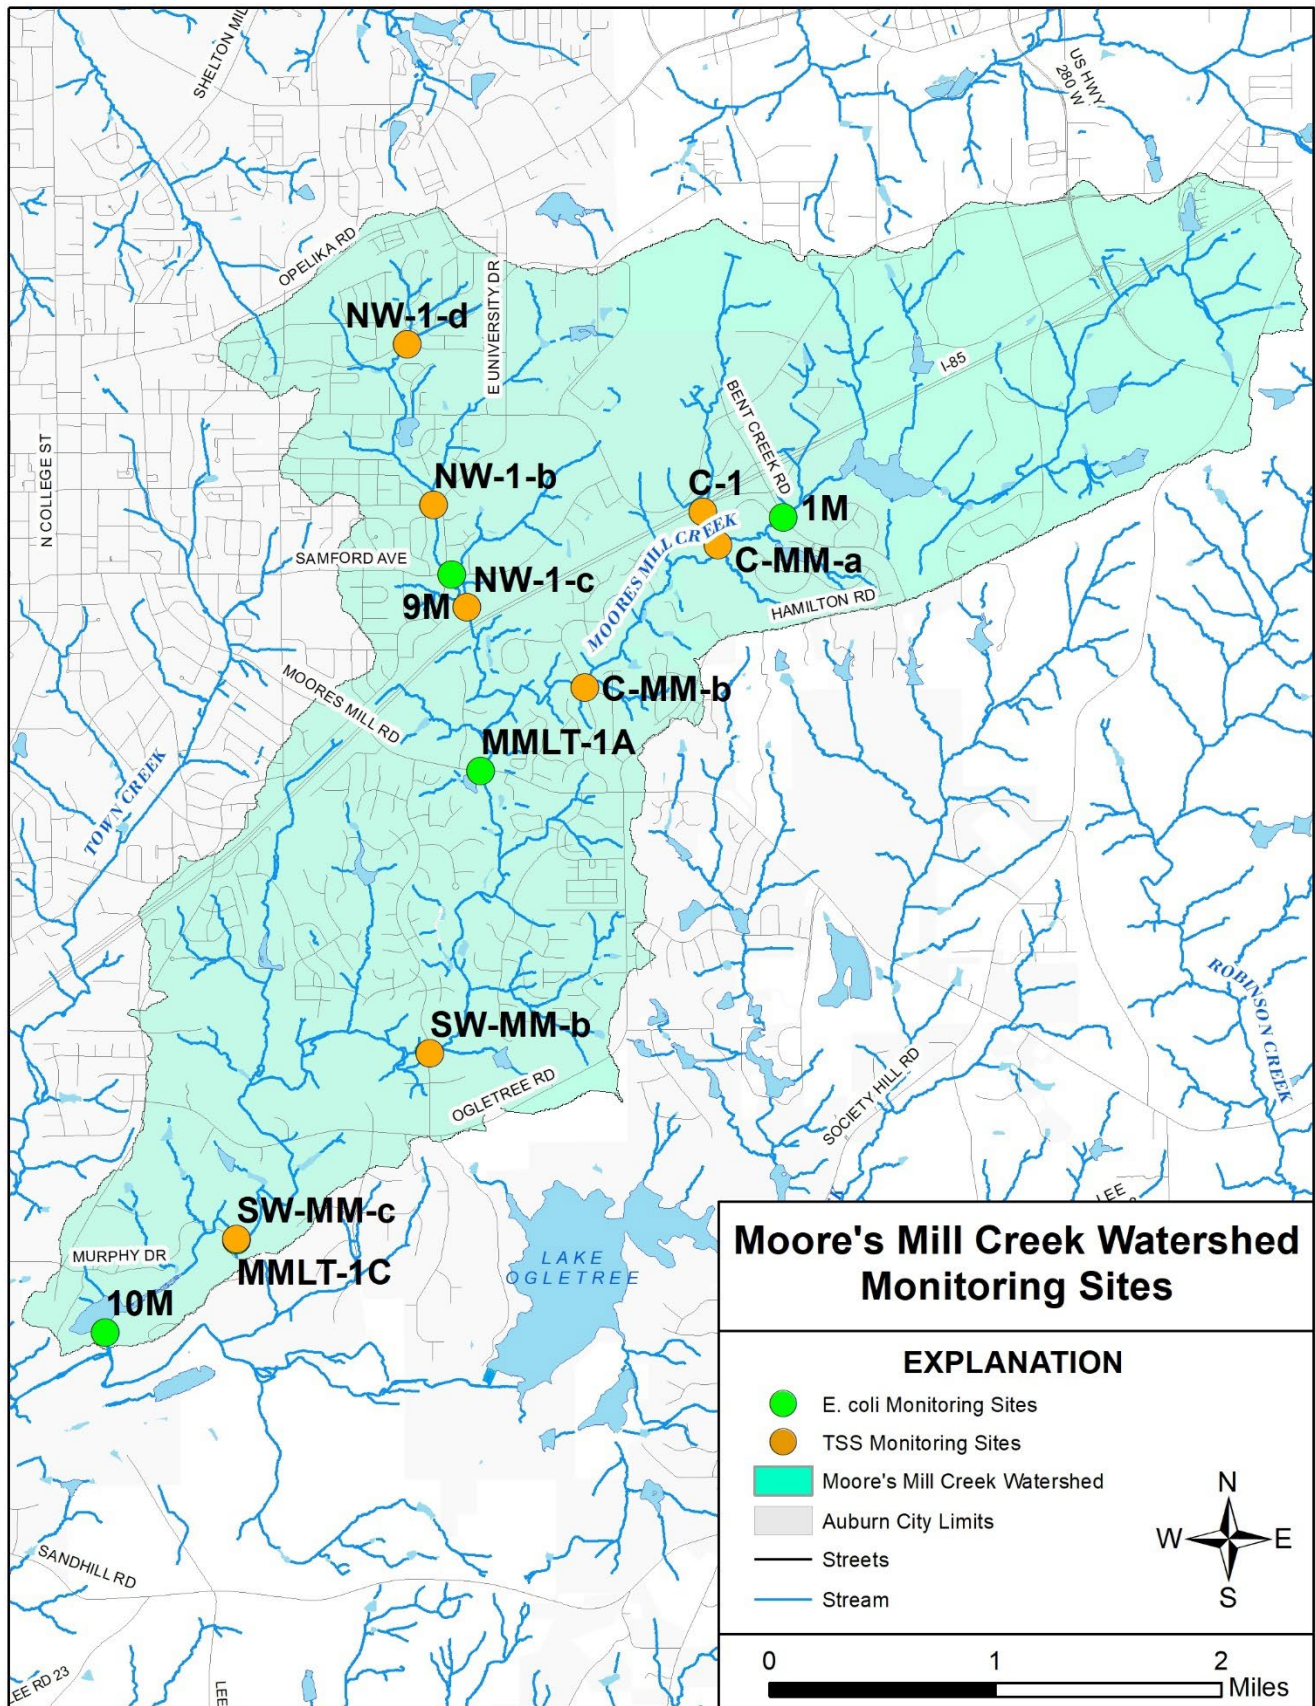 SHELTON MIL
US HWY
280 W
OPELIKA RD
E UNIVERSITY DR
NW-1-d
I-85
BENT CREEK RD
N COLLEGE ST
NW-1-b
C-1
1M
MOORES MILL CREEK
C-MM-a
SAMFORD AVE
NW-1-c
9M
HAMILTON RD
MOORES MILL RD
C-MM-b
MMLT-1A
TOWN CREEK
ROBINSON CREEK
SW-MM-b
OGLETREE RD
SOCIETY HILL RD
LEE
SW-MM-c
MURPHY DR
MMLT-1C
LAKE
OGLETREE
10M
Moore's Mill Creek Watershed
Monitoring Sites
EXPLANATION
E. coli Monitoring Sites
TSS Monitoring Sites
Moore's Mill Creek Watershed
Auburn City Limits
Streets
Stream
N
W
E
S
0
1
2
Miles
SANDHILL RD
EE RD 23
LEE